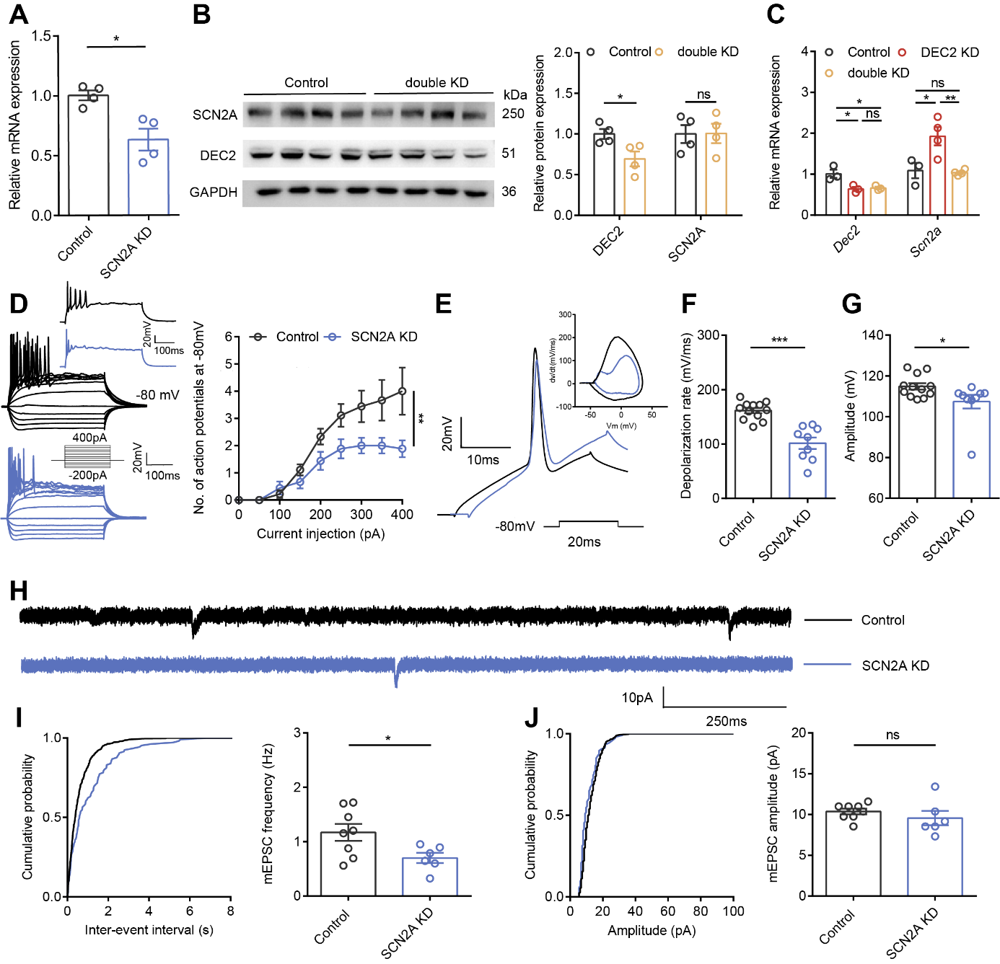 A
Relative mRNA expression
1.5
1.0
0.5
0.0
*
Control
SCN2A KD
B
Control
double KD
kDa
SCN2A
250
DEC2
51
GAPDH
36
Relative protein expression
2.0
1.5
1.0
0.5
0.0
Control
double KD
*
ns
DEC2
SCN2A
C
Relative mRNA expression
4
3
2
1
0
Control
DEC2 KD
double KD
*
*
ns
ns
*
**
Dec2
Scn2a
D
20mV
100ms
-80 mV
400pA
-200pA
20mV
100ms
No. of action potentials at -80mV
6
5
4
3
2
1
0
Control
SCN2A KD
**
0
100
200
300
400
Current injection (pA)
E
20mV
10ms
dv/dt(mV/ms)
300
200
100
0
-100
-50
0
50
Vm (mV)
-80mV
20ms
F
Depolarization rate (mV/ms)
300
200
100
0
***
Control
SCN2A KD
G
Amplitude (mV)
140
120
100
80
60
*
Control
SCN2A KD
H
Control
SCN2A KD
10pA
250ms
I
Cumulative probability
1.0
0.5
0.0
0
2
4
6
8
Inter-event interval (s)
mEPSC frequency (Hz)
3
2
1
0
*
Control
SCN2A KD
J
Cumulative probability
1.0
0.5
0.0
0
20
40
60
80
100
Amplitude (pA)
mEPSC amplitude (pA)
20
15
10
5
0
ns
Control
SCN2A KD